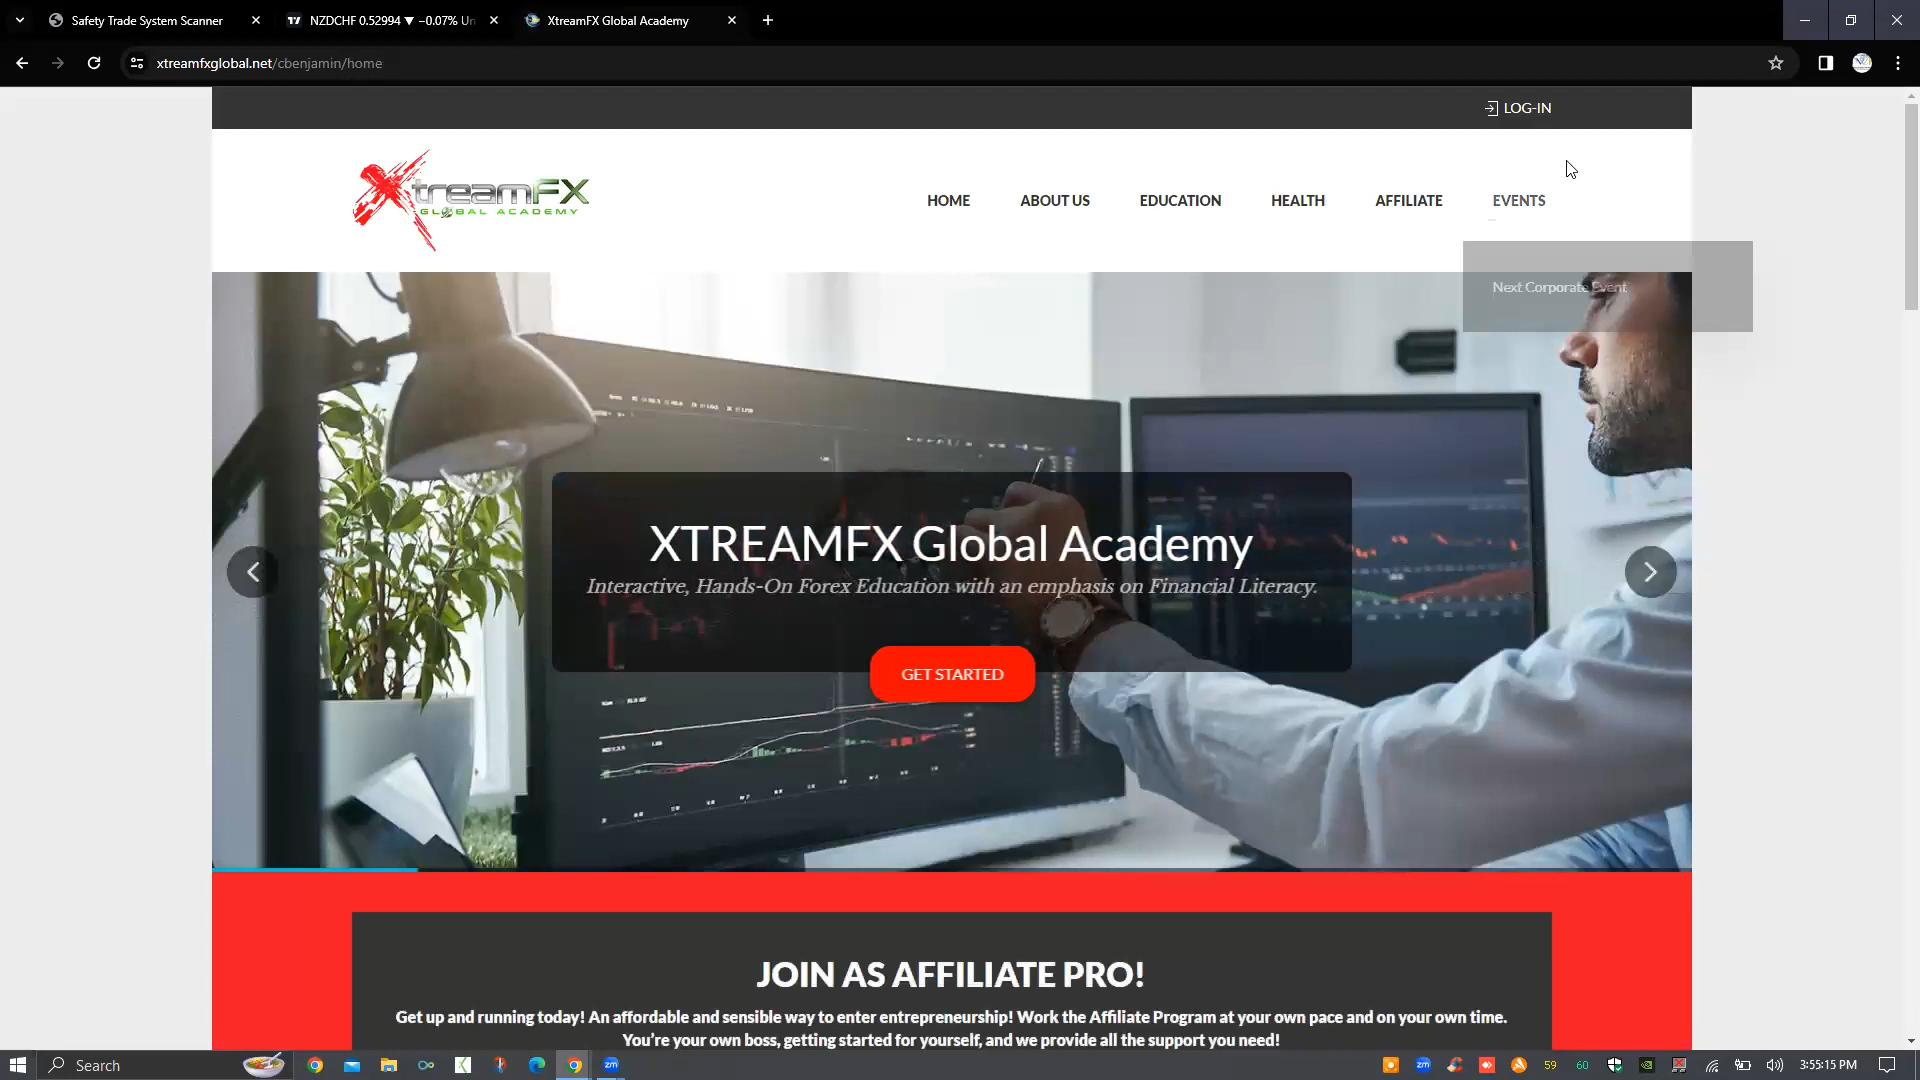 Safety Trade System Scanner
NZDCHF 0.52994 ▼ −0.07% Un
XtreamFX Global Academy
xtreamfxglobal.net/cbenjamin/home
LOG-IN
XtreamFX
GLOBAL ACADEMY
HOME
ABOUT US
EDUCATION
HEALTH
AFFILIATE
EVENTS
Next Corporate Event
XTREAMFX Global Academy
Interactive, Hands-On Forex Education with an emphasis on Financial Literacy.
GET STARTED
JOIN AS AFFILIATE PRO!
Get up and running today! An affordable and sensible way to enter entrepreneurship! Work the Affiliate Program at your own pace and on your own time.
You're your own boss, getting started for yourself, and we provide all the support you need!
Search
zm
zm
59
60
3:55:15 PM